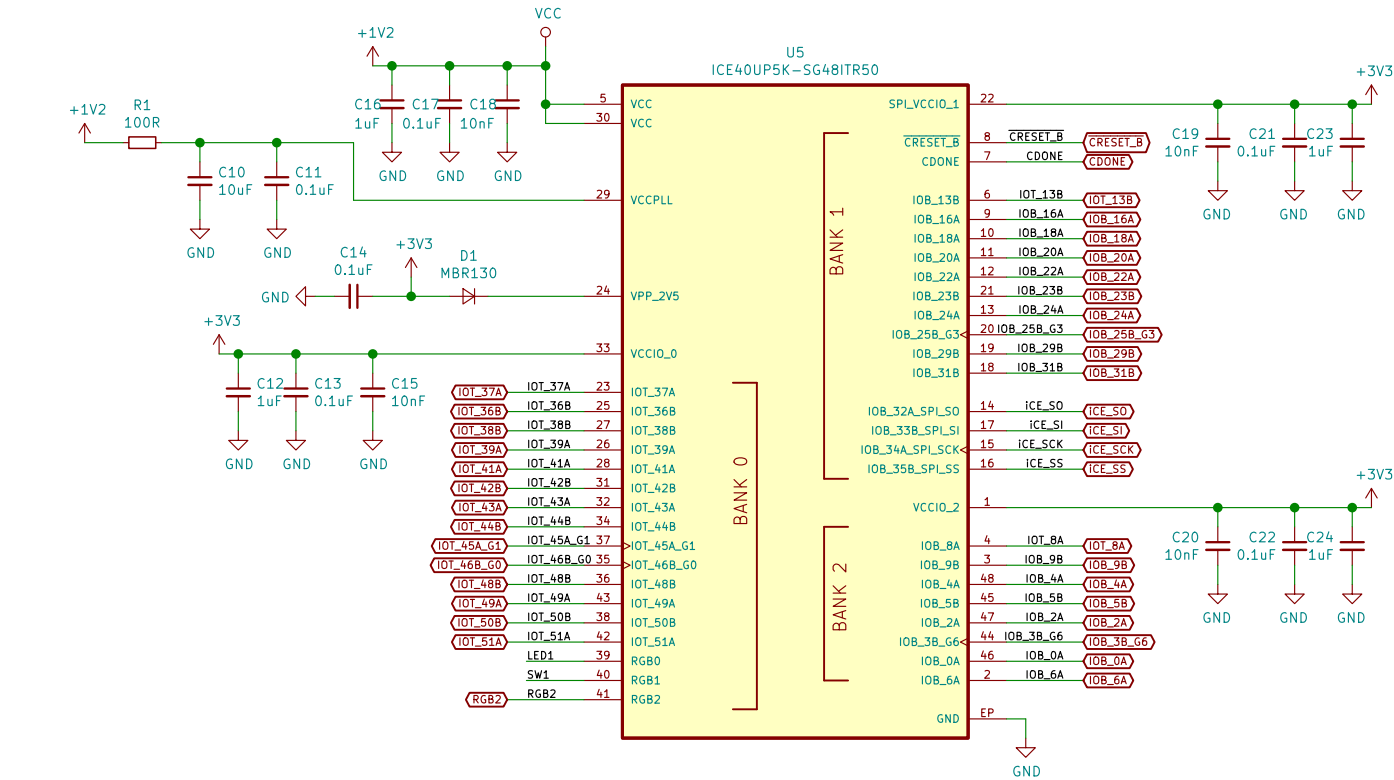 VCC
+1V2
C16
1uF
C17
0.1uF
C18
10nF
GND
GND
GND
U5
ICE40UP5K-SG48ITR50
+1V2
R1
100R
C10
10uF
C11
0.1uF
GND
GND
C14
0.1uF
GND
+3V3
D1
MBR130
+3V3
C12
1uF
C13
0.1uF
C15
10nF
GND
GND
GND
5 VCC
30 VCC
29 VCCPLL
24 VPP_2V5
33 VCCIO_0
IOT_37A IOT_37A 23 IOT_37A
IOT_36B IOT_36B 25 IOT_36B
IOT_38B IOT_38B 27 IOT_38B
IOT_39A IOT_39A 26 IOT_39A
IOT_41A IOT_41A 28 IOT_41A
IOT_42B IOT_42B 31 IOT_42B
IOT_43A IOT_43A 32 IOT_43A
IOT_44B IOT_44B 34 IOT_44B
IOT_45A_G1 IOT_45A_G1 37 IOT_45A_G1
IOT_46B_G0 IOT_46B_G0 35 IOT_46B_G0
IOT_48B IOT_48B 36 IOT_48B
IOT_49A IOT_49A 43 IOT_49A
IOT_50B IOT_50B 38 IOT_50B
IOT_51A IOT_51A 42 IOT_51A
LED1 39 RGB0
SW1 40 RGB1
RGB2 RGB2 41 RGB2
BANK 0
BANK 1
BANK 2
SPI_VCCIO_1 22
CRESET_B 8 CRESET_B CRESET_B
CDONE 7 CDONE CDONE
IOB_13B 6 IOT_13B IOT_13B
IOB_16A 9 IOB_16A IOB_16A
IOB_18A 10 IOB_18A IOB_18A
IOB_20A 11 IOB_20A IOB_20A
IOB_22A 12 IOB_22A IOB_22A
IOB_23B 21 IOB_23B IOB_23B
IOB_24A 13 IOB_24A IOB_24A
IOB_25B_G3 20 IOB_25B_G3 IOB_25B_G3
IOB_29B 19 IOB_29B IOB_29B
IOB_31B 18 IOB_31B IOB_31B
IOB_32A_SPI_SO 14 iCE_SO iCE_SO
IOB_33B_SPI_SI 17 iCE_SI iCE_SI
IOB_34A_SPI_SCK 15 iCE_SCK iCE_SCK
IOB_35B_SPI_SS 16 iCE_SS iCE_SS
VCCIO_2 1
IOB_8A 4 IOT_8A IOT_8A
IOB_9B 3 IOB_9B IOB_9B
IOB_4A 48 IOB_4A IOB_4A
IOB_5B 45 IOB_5B IOB_5B
IOB_2A 47 IOB_2A IOB_2A
IOB_3B_G6 44 IOB_3B_G6 IOB_3B_G6
IOB_0A 46 IOB_0A IOB_0A
IOB_6A 2 IOB_6A IOB_6A
GND EP
GND
+3V3
C19
10nF
C21
0.1uF
C23
1uF
GND
GND
GND
+3V3
C20
10nF
C22
0.1uF
C24
1uF
GND
GND
GND